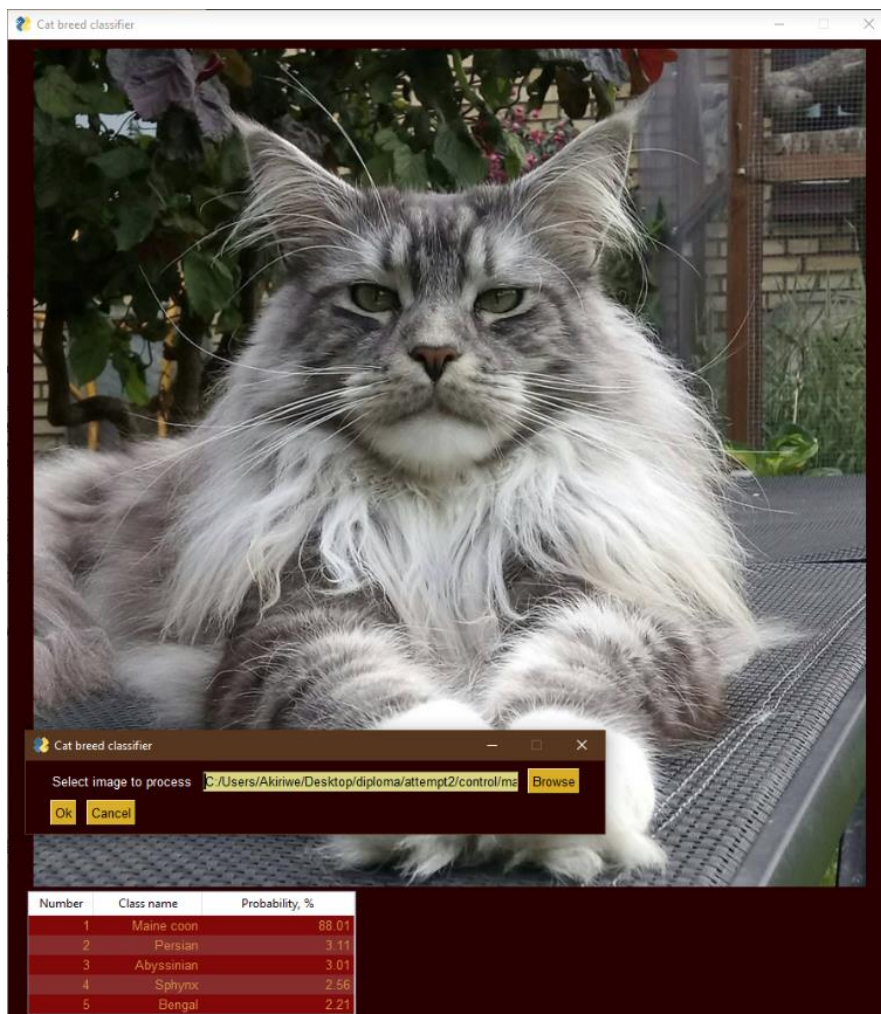 Cat breed classifier
Cat breed classifier
Select image to process C:/Users/Akiriwe/Desktop/diploma/attempt2/control/ma Browse
Ok Cancel
Number Class name Probability, %
1 Maine coon 88.01
2 Persian 3.11
3 Abyssinian 3.01
4 Sphynx 2.56
5 Bengal 2.21